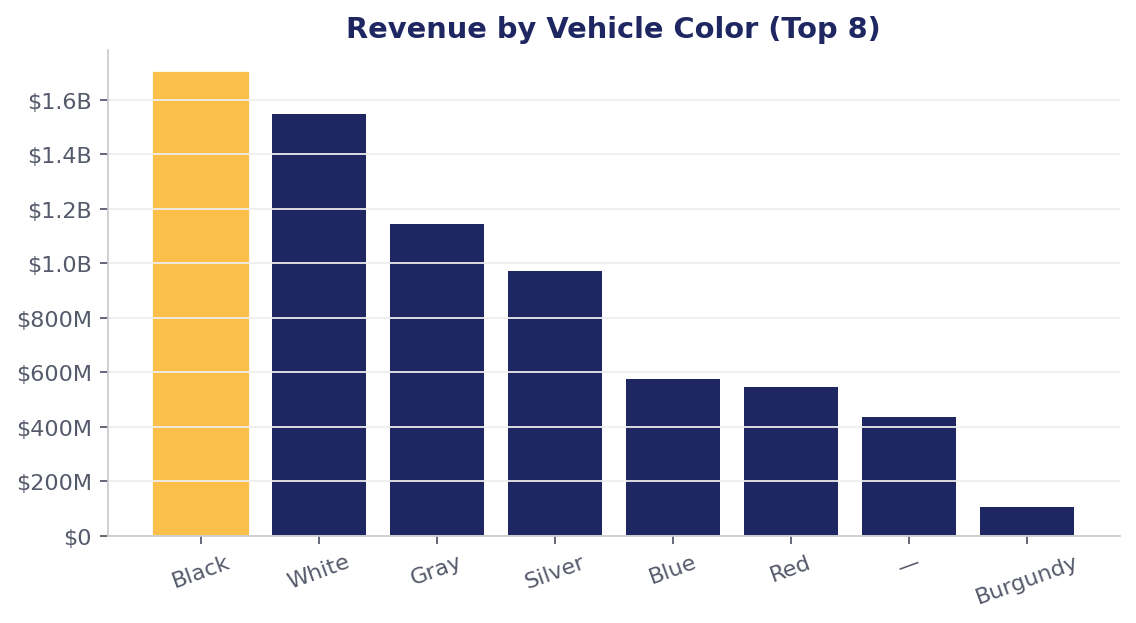 Revenue by Vehicle Color (Top 8)
$1.6B
$1.4B
$1.2B
$1.0B
$800M
$600M
$400M
$200M
$0
Black
White
Gray
Silver
Blue
Red
—
Burgundy